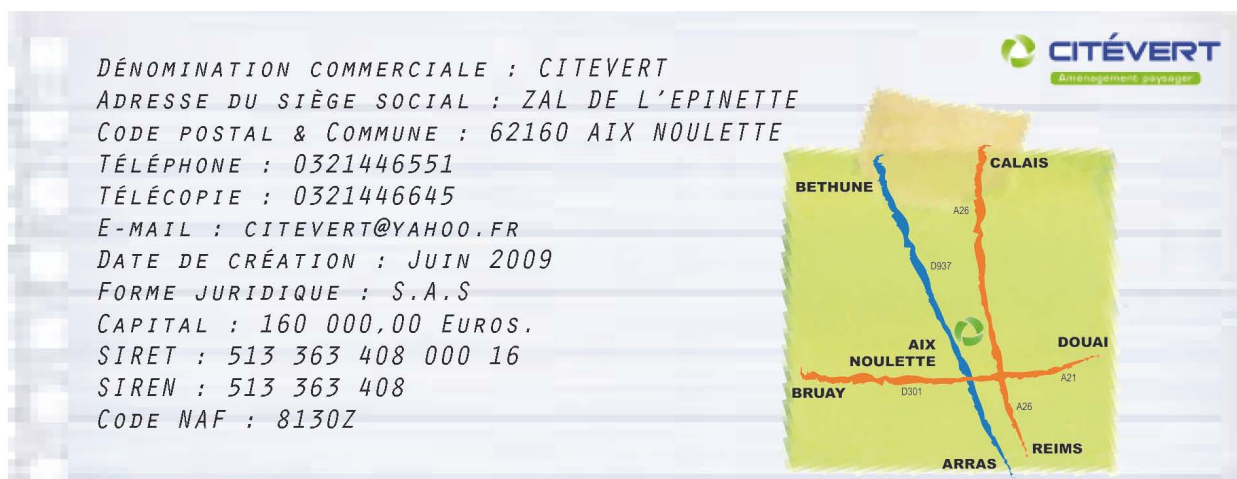 DÉNOMINATION COMMERCIALE : CITEVERT
ADRESSE DU SIÈGE SOCIAL : ZAL DE L'EPINETTE
CODE POSTAL & COMMUNE : 62160 AIX NOULETTE
TÉLÉPHONE : 0321446551
TÉLÉCOPIE : 0321446645
E-MAIL : CITEVERT@YAHOO.FR
DATE DE CRÉATION : JUIN 2009
FORME JURIDIQUE : S.A.S
CAPITAL : 160 000,00 EUROS.
SIRET : 513 363 408 000 16
SIREN : 513 363 408
CODE NAF : 8130Z
CITÉVERT
Aménagement paysager
CALAIS
BETHUNE
A26
D937
AIX
NOULETTE
DOUAI
BRUAY
D301
A21
A26
REIMS
ARRAS